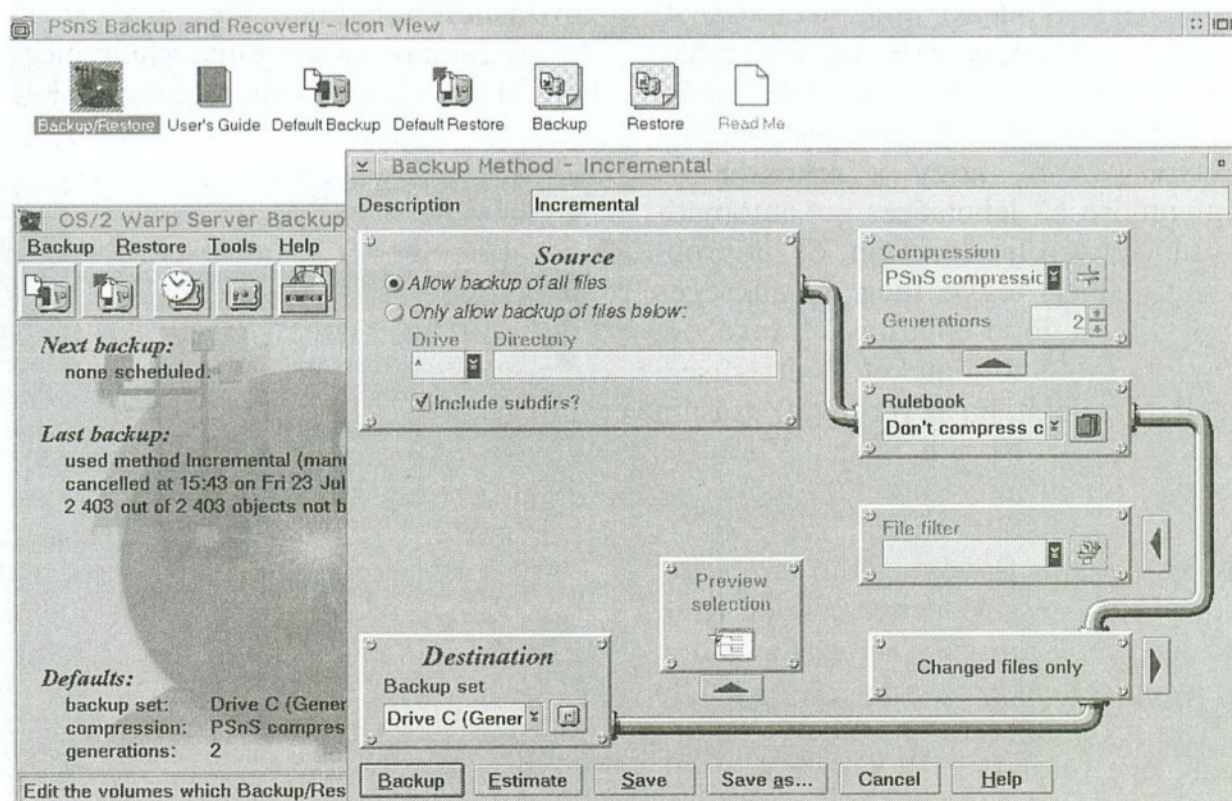 PSnS Backup and Recovery - Icon View
Backup/Restore
User's Guide
Default Backup
Default Restore
Backup
Restore
Read Me
OS/2 Warp Server Backup
Backup Restore Tools Help
Next backup:
none scheduled.
Last backup:
used method Incremental (manu
cancelled at 15:43 on Fri 23 Jul
2 403 out of 2 403 objects not b
Defaults:
backup set: Drive C (Gener
compression: PSnS compres
generations: 2
Edit the volumes which Backup/Res
Backup Method - Incremental
Description Incremental
Source
Allow backup of all files
Only allow backup of files below:
Drive Directory
Include subdirs?
Compression
PSnS compressic
Generations 2
Rulebook
Don't compress c
File filter
Preview
selection
Changed files only
Destination
Backup set
Drive C (Gener
Backup Estimate Save Save as... Cancel Help